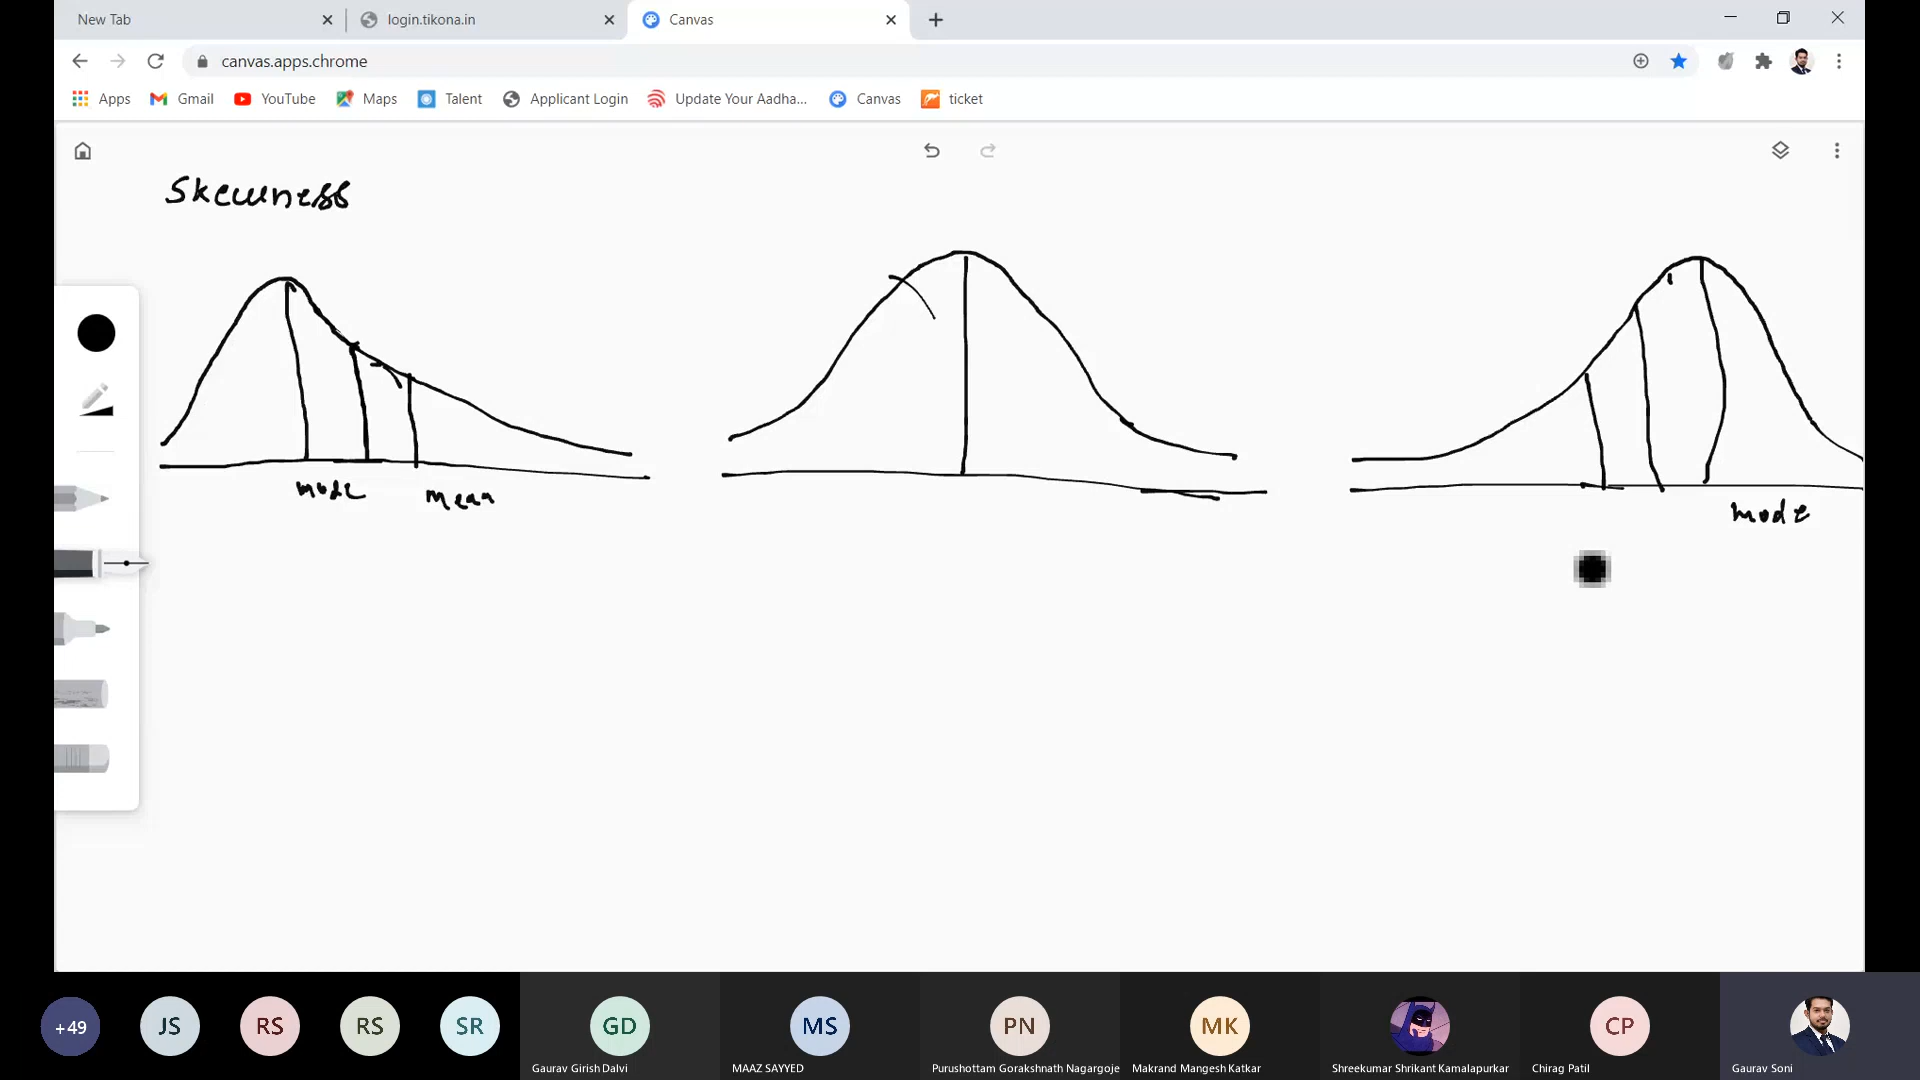 New Tab
login.tikona.in
Canvas
canvas.apps.chrome
Apps
Gmail
YouTube
Maps
Talent
Applicant Login
Update Your Aadha...
Canvas
ticket
Skewness
mode
mean
mode
+49
JS
RS
RS
SR
GD
MS
PN
MK
CP
Gaurav Girish Dalvi
MAAZ SAYYED
Purushottam Gorakshnath Nagargoje
Makrand Mangesh Katkar
Shreekumar Shrikant Kamalapurkar
Chirag Patil
Gaurav Soni